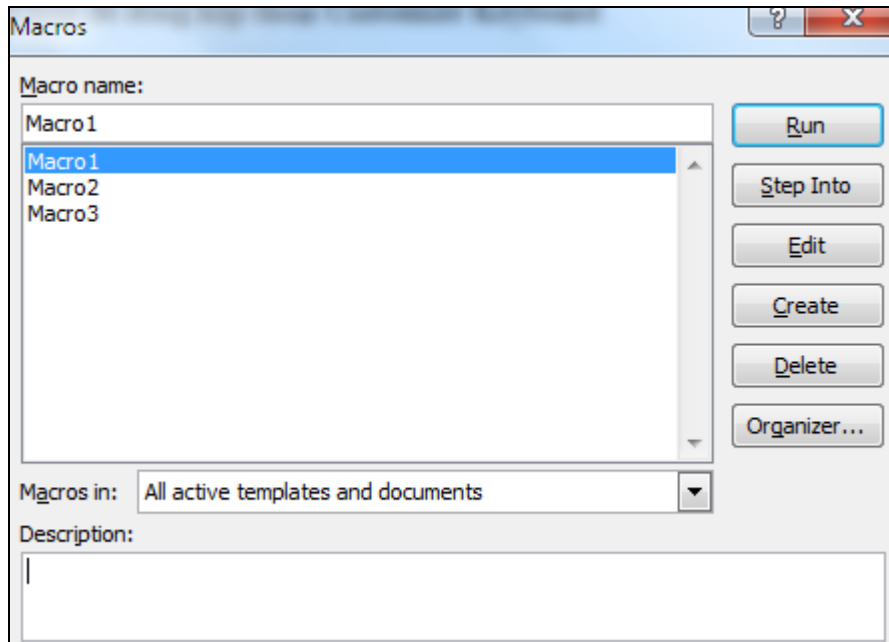 Macros
Macro name:
Macro1
Macro1
Macro2
Macro3
Run
Step Into
Edit
Create
Delete
Organizer...
Macros in:
All active templates and documents
Description: